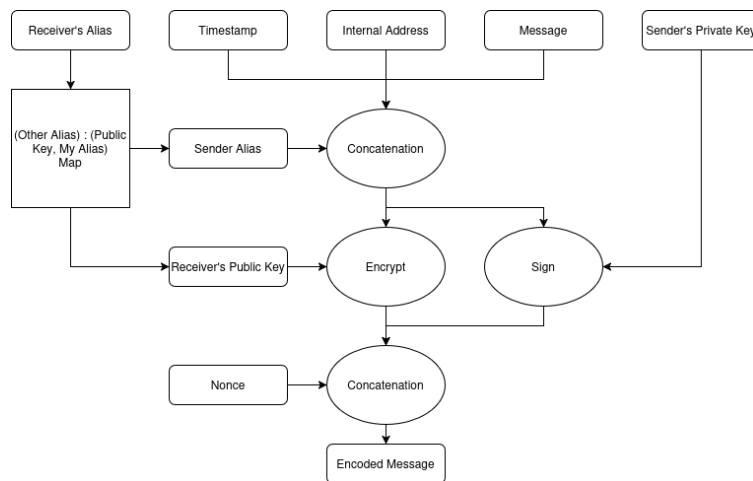 Receiver's Alias
Timestamp
Internal Address
Message
Sender's Private Key
(Other Alias) : (Public
Key, My Alias)
Map
Sender Alias
Concatenation
Receiver's Public Key
Encrypt
Sign
Nonce
Concatenation
Encoded Message